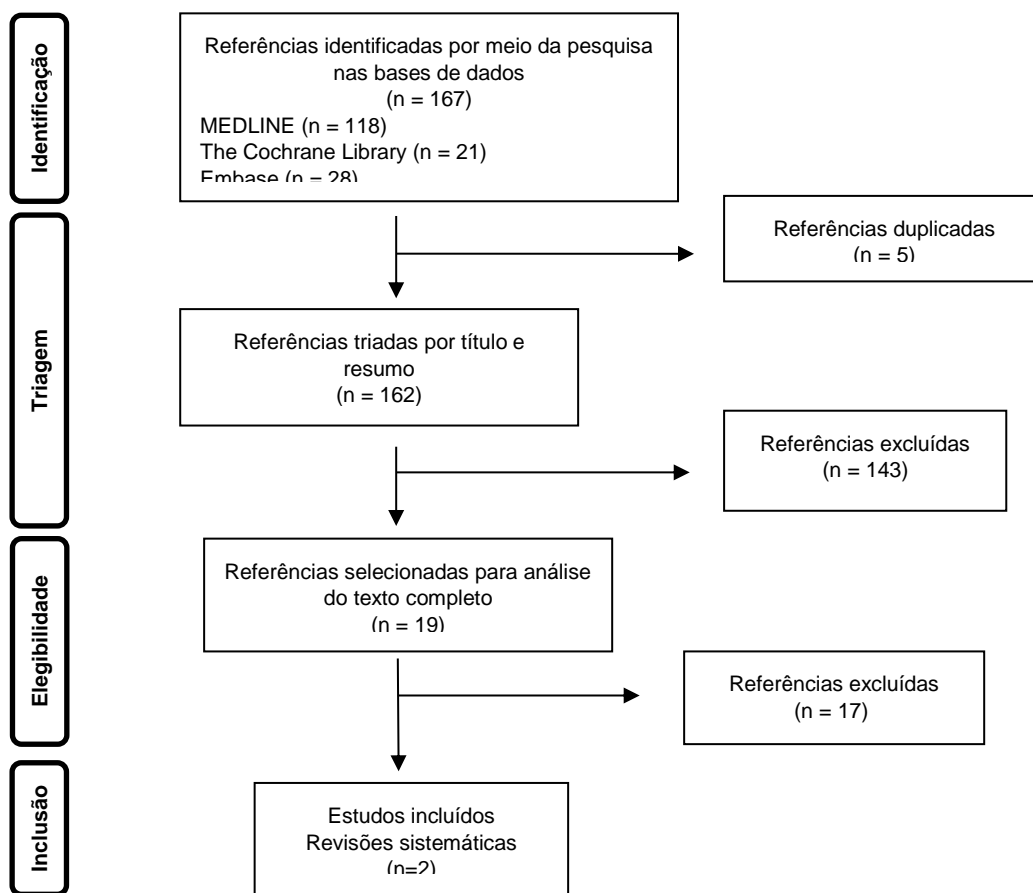 Identificação
Referências identificadas por meio da pesquisa
nas bases de dados
(n = 167)
MEDLINE (n = 118)
The Cochrane Library (n = 21)
Embase (n = 28)
Triagem
Referências duplicadas
(n = 5)
Referências triadas por título e
resumo
(n = 162)
Referências excluídas
(n = 143)
Elegibilidade
Referências selecionadas para análise
do texto completo
(n = 19)
Referências excluídas
(n = 17)
Inclusão
Estudos incluídos
Revisões sistemáticas
(n=2)